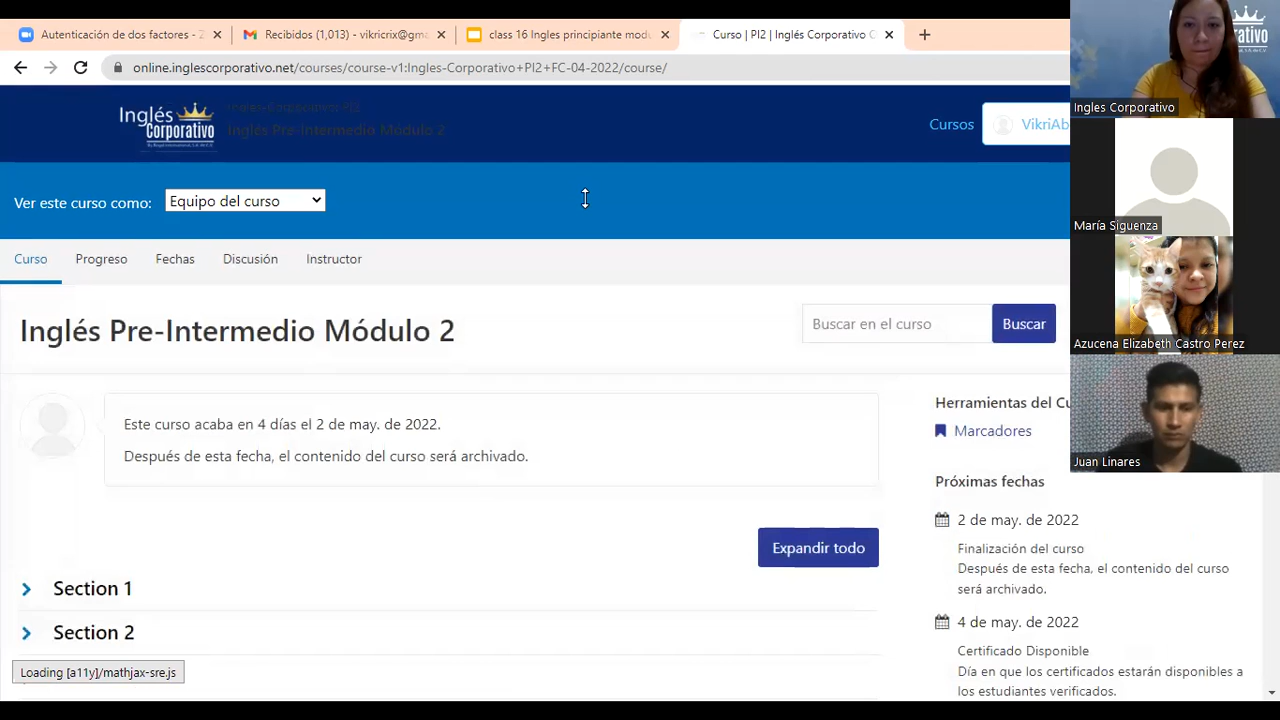 Autenticación de dos factores - Z
Recibidos (1,013) - vikricrix@gm
class 16 Inglés principiante modu
Curso | PI2 | Inglés Corporativo C
online.inglescorporativo.net/courses/course-v1:Ingles-Corporativo+PI2+FC-04-2022/course/
Inglés
Corporativo
Ingles-Corporativo: PI2
Inglés Pre-Intermedio Módulo 2
Cursos
VikriAb
Ver este curso como:
Equipo del curso
Curso
Progreso
Fechas
Discusión
Instructor
Inglés Pre-Intermedio Módulo 2
Buscar en el curso
Buscar
Este curso acaba en 4 días el 2 de may. de 2022.
Después de esta fecha, el contenido del curso será archivado.
Expandir todo
Section 1
Section 2
Loading [a11y]/mathjax-sre.js
Herramientas del Cu
Marcadores
Próximas fechas
2 de may. de 2022
Finalización del curso
Después de esta fecha, el contenido del curso
será archivado.
4 de may. de 2022
Certificado Disponible
Día en que los certificados estarán disponibles a
los estudiantes verificados.
Ingles Corporativo
María Siguenza
Azucena Elizabeth Castro Perez
Juan Linares